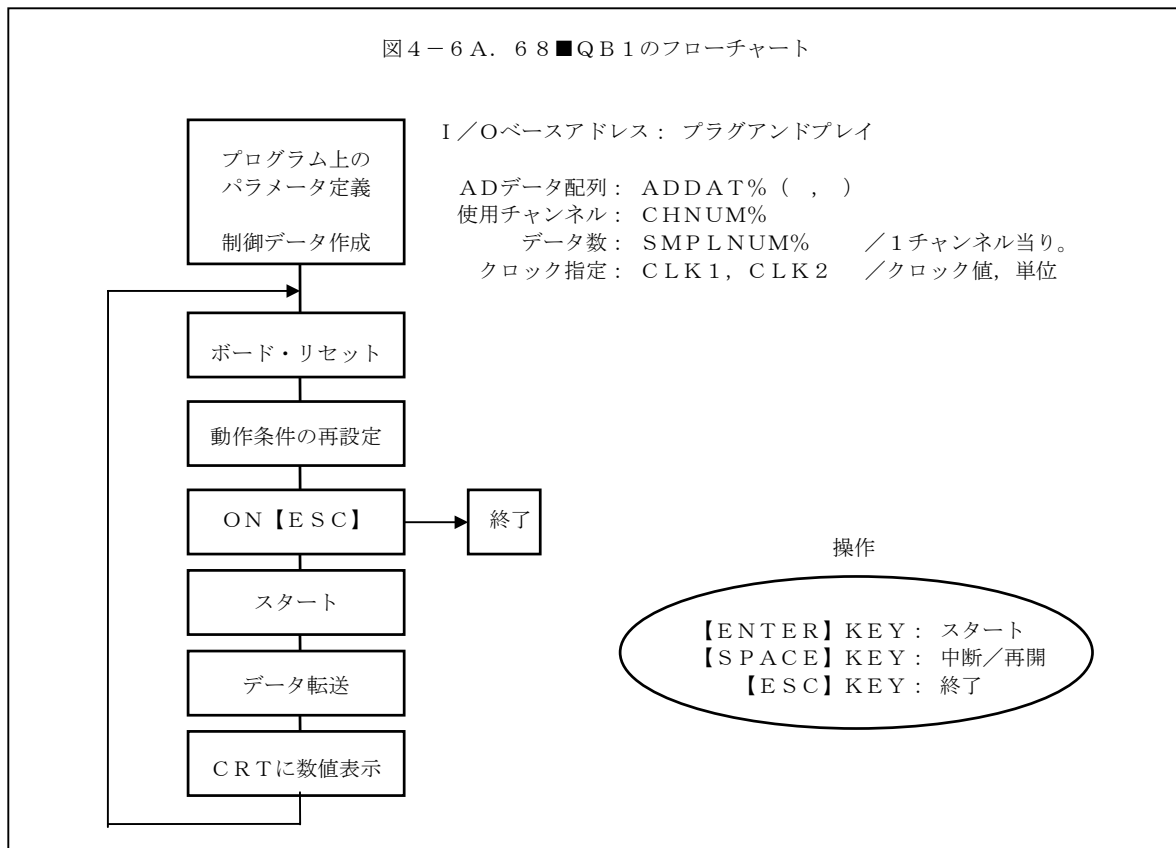 図4-6A. 68■QB1のフローチャート
プログラム上の
パラメータ定義
制御データ作成
I/Oベースアドレス: プラグアンドプレイ
ADデータ配列: ADDAT%( , )
使用チャンネル: CHNUM%
データ数: SMPLNUM% /1チャンネル当り。
クロック指定: CLK1,CLK2 /クロック値,単位
ボード・リセット
動作条件の再設定
ON【ESC】
終了
スタート
データ転送
CRTに数値表示
操作
【ENTER】KEY: スタート
【SPACE】KEY: 中断/再開
【ESC】KEY: 終了